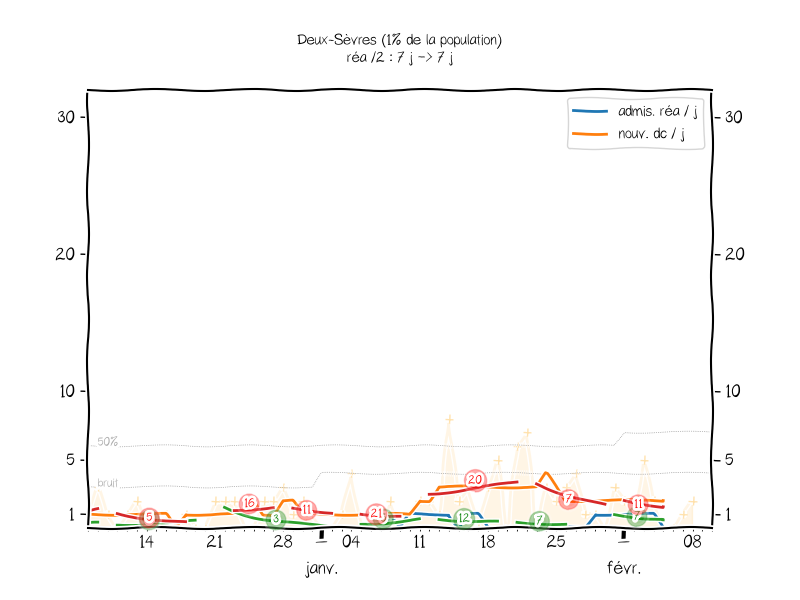 Deux-Sèvres (1% de la population)
réa /2 : 7 j -> 7 j
admis. réa / j
nouv. dc / j
30 30
20 20
10 10
50%
5 5
bruit
1 1
5 16 3 11 21 20 12 7 7 11 7
14 21 28 04 11 18 25 08
janv. févr.